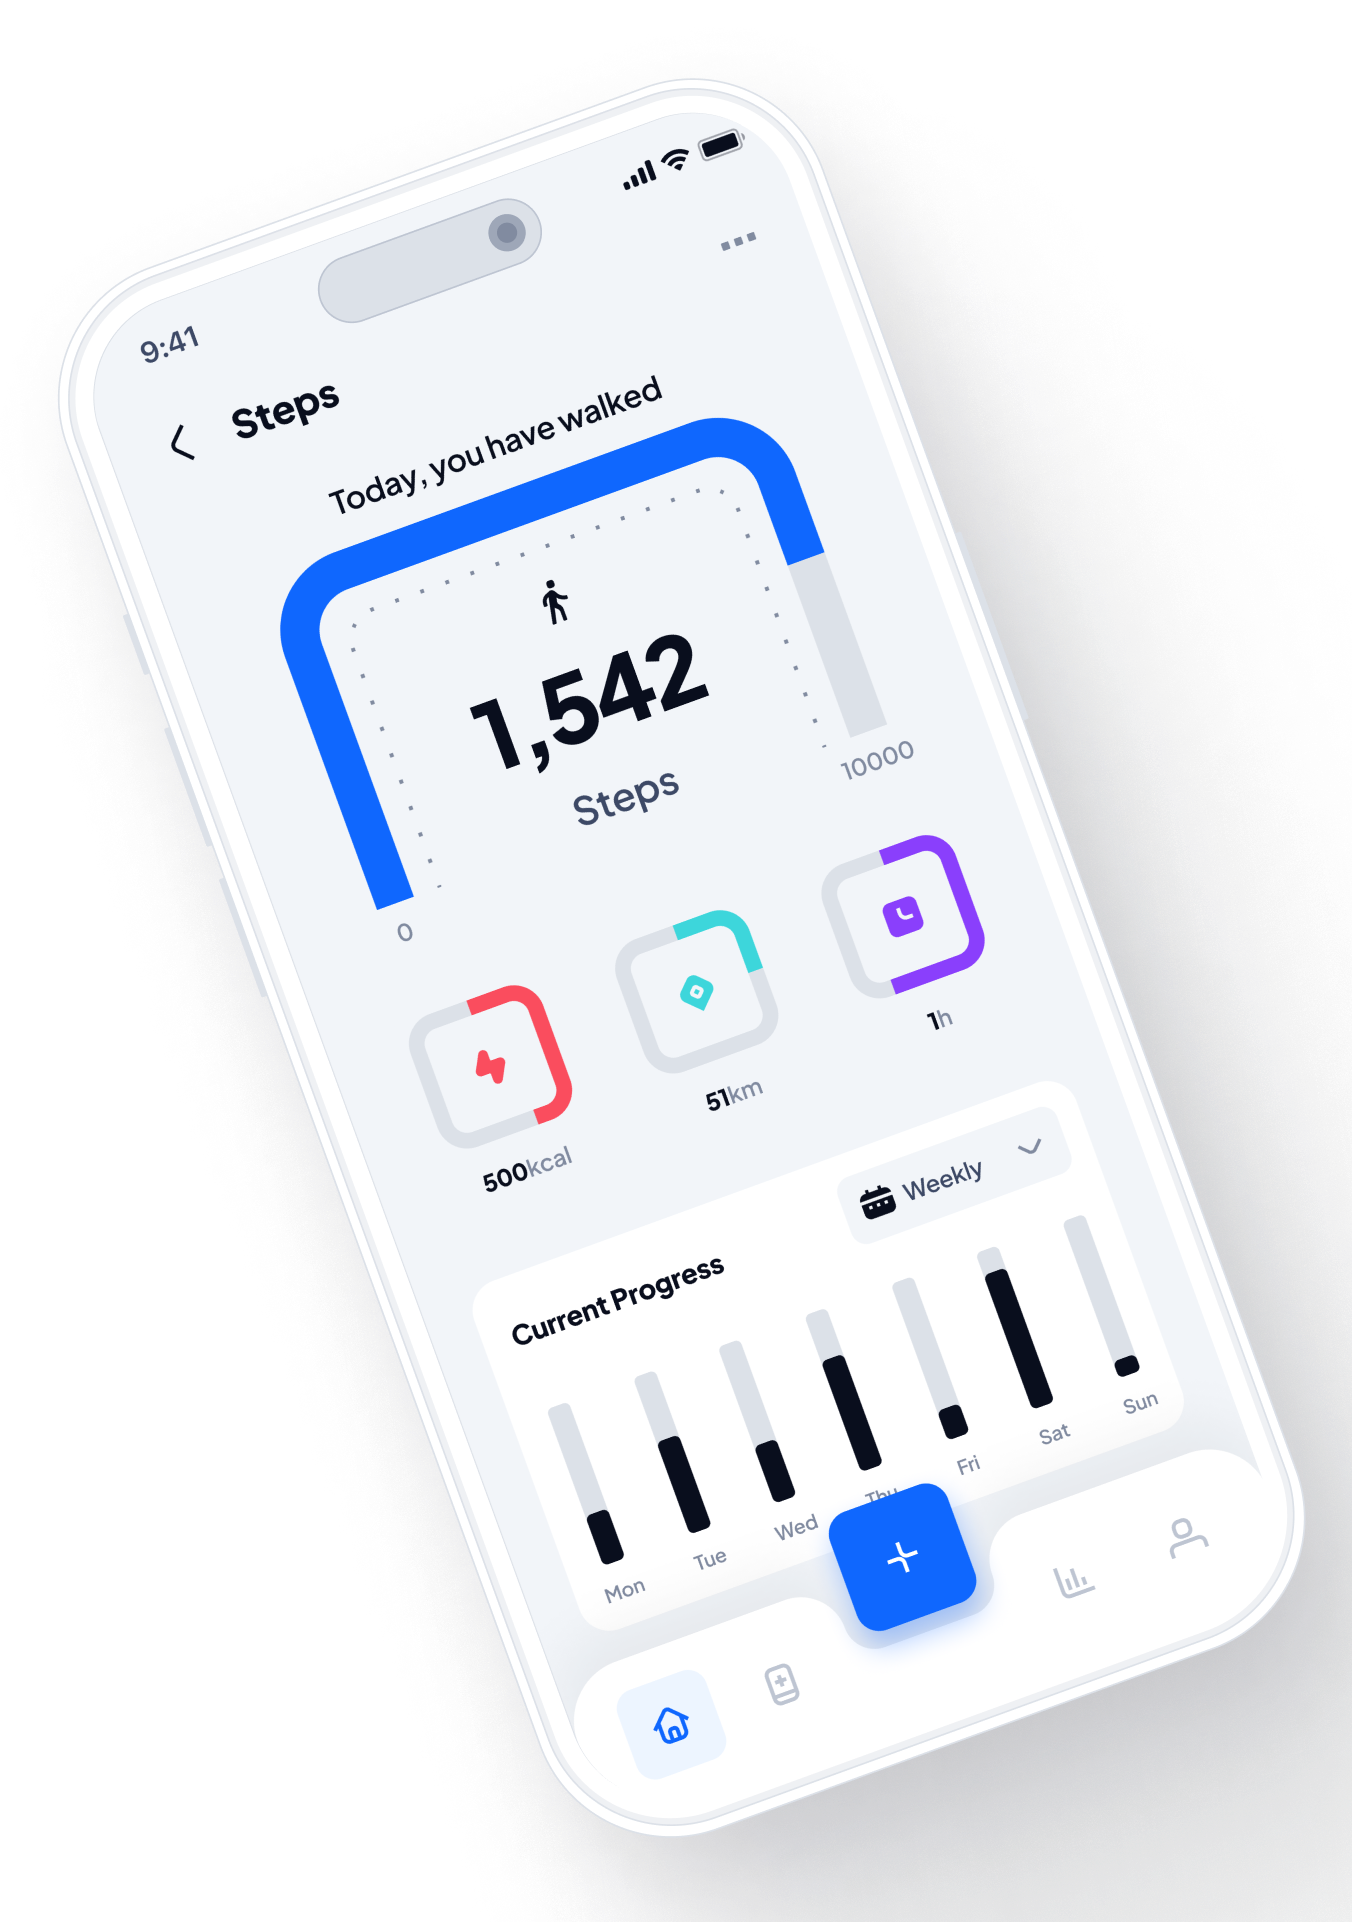 9:41
Steps
Today, you have walked
1,542
Steps
0
10000
500kcal
51km
1h
Current Progress
Weekly
Mon
Tue
Wed
Thu
Fri
Sat
Sun